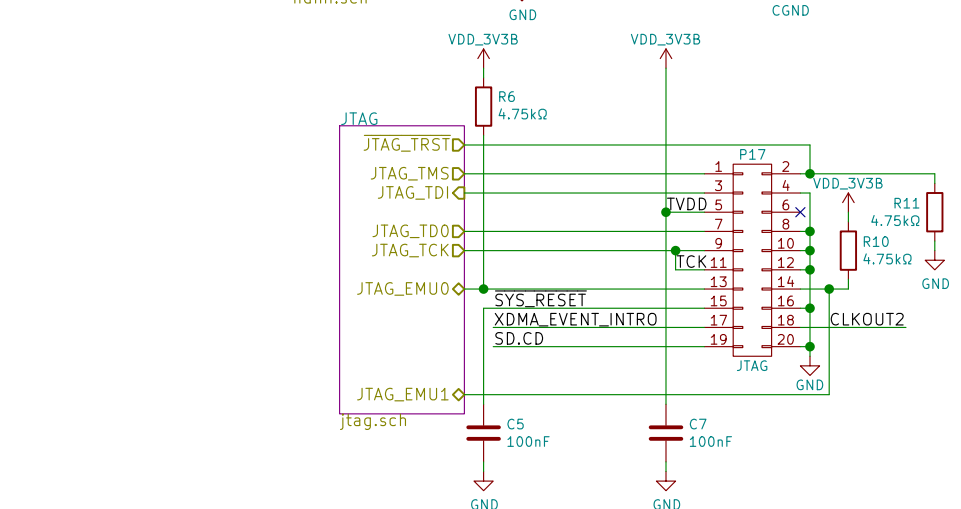 hdmi.sch
GND
CGND
VDD_3V3B
VDD_3V3B
R6
4.75kΩ
JTAG
JTAG_TRST
JTAG_TMS
JTAG_TDI
JTAG_TDO
JTAG_TCK
JTAG_EMU0
JTAG_EMU1
jtag.sch
P17
1 2
3 4
TVDD 5 6
7 8
9 10
TCK 11 12
13 14
SYS_RESET 15 16
XDMA_EVENT_INTR0 17 18 CLKOUT2
SD.CD 19 20
JTAG
VDD_3V3B
R11
4.75kΩ
R10
4.75kΩ
GND
GND
C5
100nF
C7
100nF
GND
GND